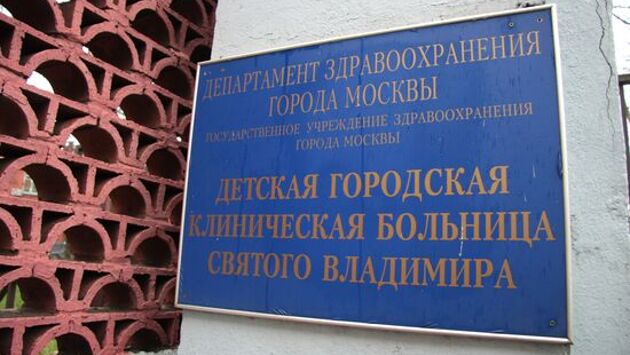 ДЕПАРТАМЕНТ ЗДРАВООХРАНЕНИЯ
ГОРОДА МОСКВЫ
ГОСУДАРСТВЕННОЕ УЧРЕЖДЕНИЕ ЗДРАВООХРАНЕНИЯ
ГОРОДА МОСКВЫ
ДЕТСКАЯ ГОРОДСКАЯ
КЛИНИЧЕСКАЯ БОЛЬНИЦА
СВЯТОГО ВЛАДИМИРА